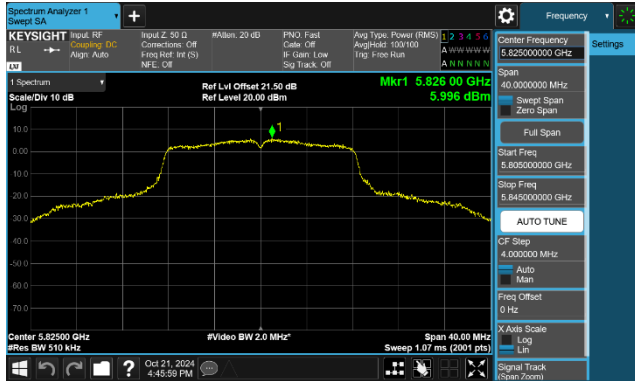 Spectrum Analyzer 1
Swept SA
+
Frequency
KEYSIGHT
RL
LXI
Input: RF
Coupling: DC
Align: Auto
Input Z: 50 Ω
Corrections: Off
Freq Ref: Int (S)
NFE: Off
#Atten: 20 dB
PNO: Fast
Gate: Off
IF Gain: Low
Sig Track: Off
Avg Type: Power (RMS)
Avg|Hold: 100/100
Trig: Free Run
1 2 3 4 5 6
A W W W W W
A N N N N N
1 Spectrum
Scale/Div 10 dB
Log
Ref Lvl Offset 21.50 dB
Ref Level 20.00 dBm
Mkr1 5.826 00 GHz
5.996 dBm
1
10.0
0.00
-10.0
-20.0
-30.0
-40.0
-50.0
-60.0
-70.0
Center 5.82500 GHz
#Res BW 510 kHz
#Video BW 2.0 MHz*
Span 40.00 MHz
Sweep 1.07 ms (2001 pts)
?
Oct 21, 2024
4:45:59 PM
Center Frequency
5.825000000 GHz
Settings
Span
40.0000000 MHz
Swept Span
Zero Span
Full Span
Start Freq
5.805000000 GHz
Stop Freq
5.845000000 GHz
AUTO TUNE
CF Step
4.000000 MHz
Auto
Man
Freq Offset
0 Hz
X Axis Scale
Log
Lin
Signal Track
(Span Zoom)